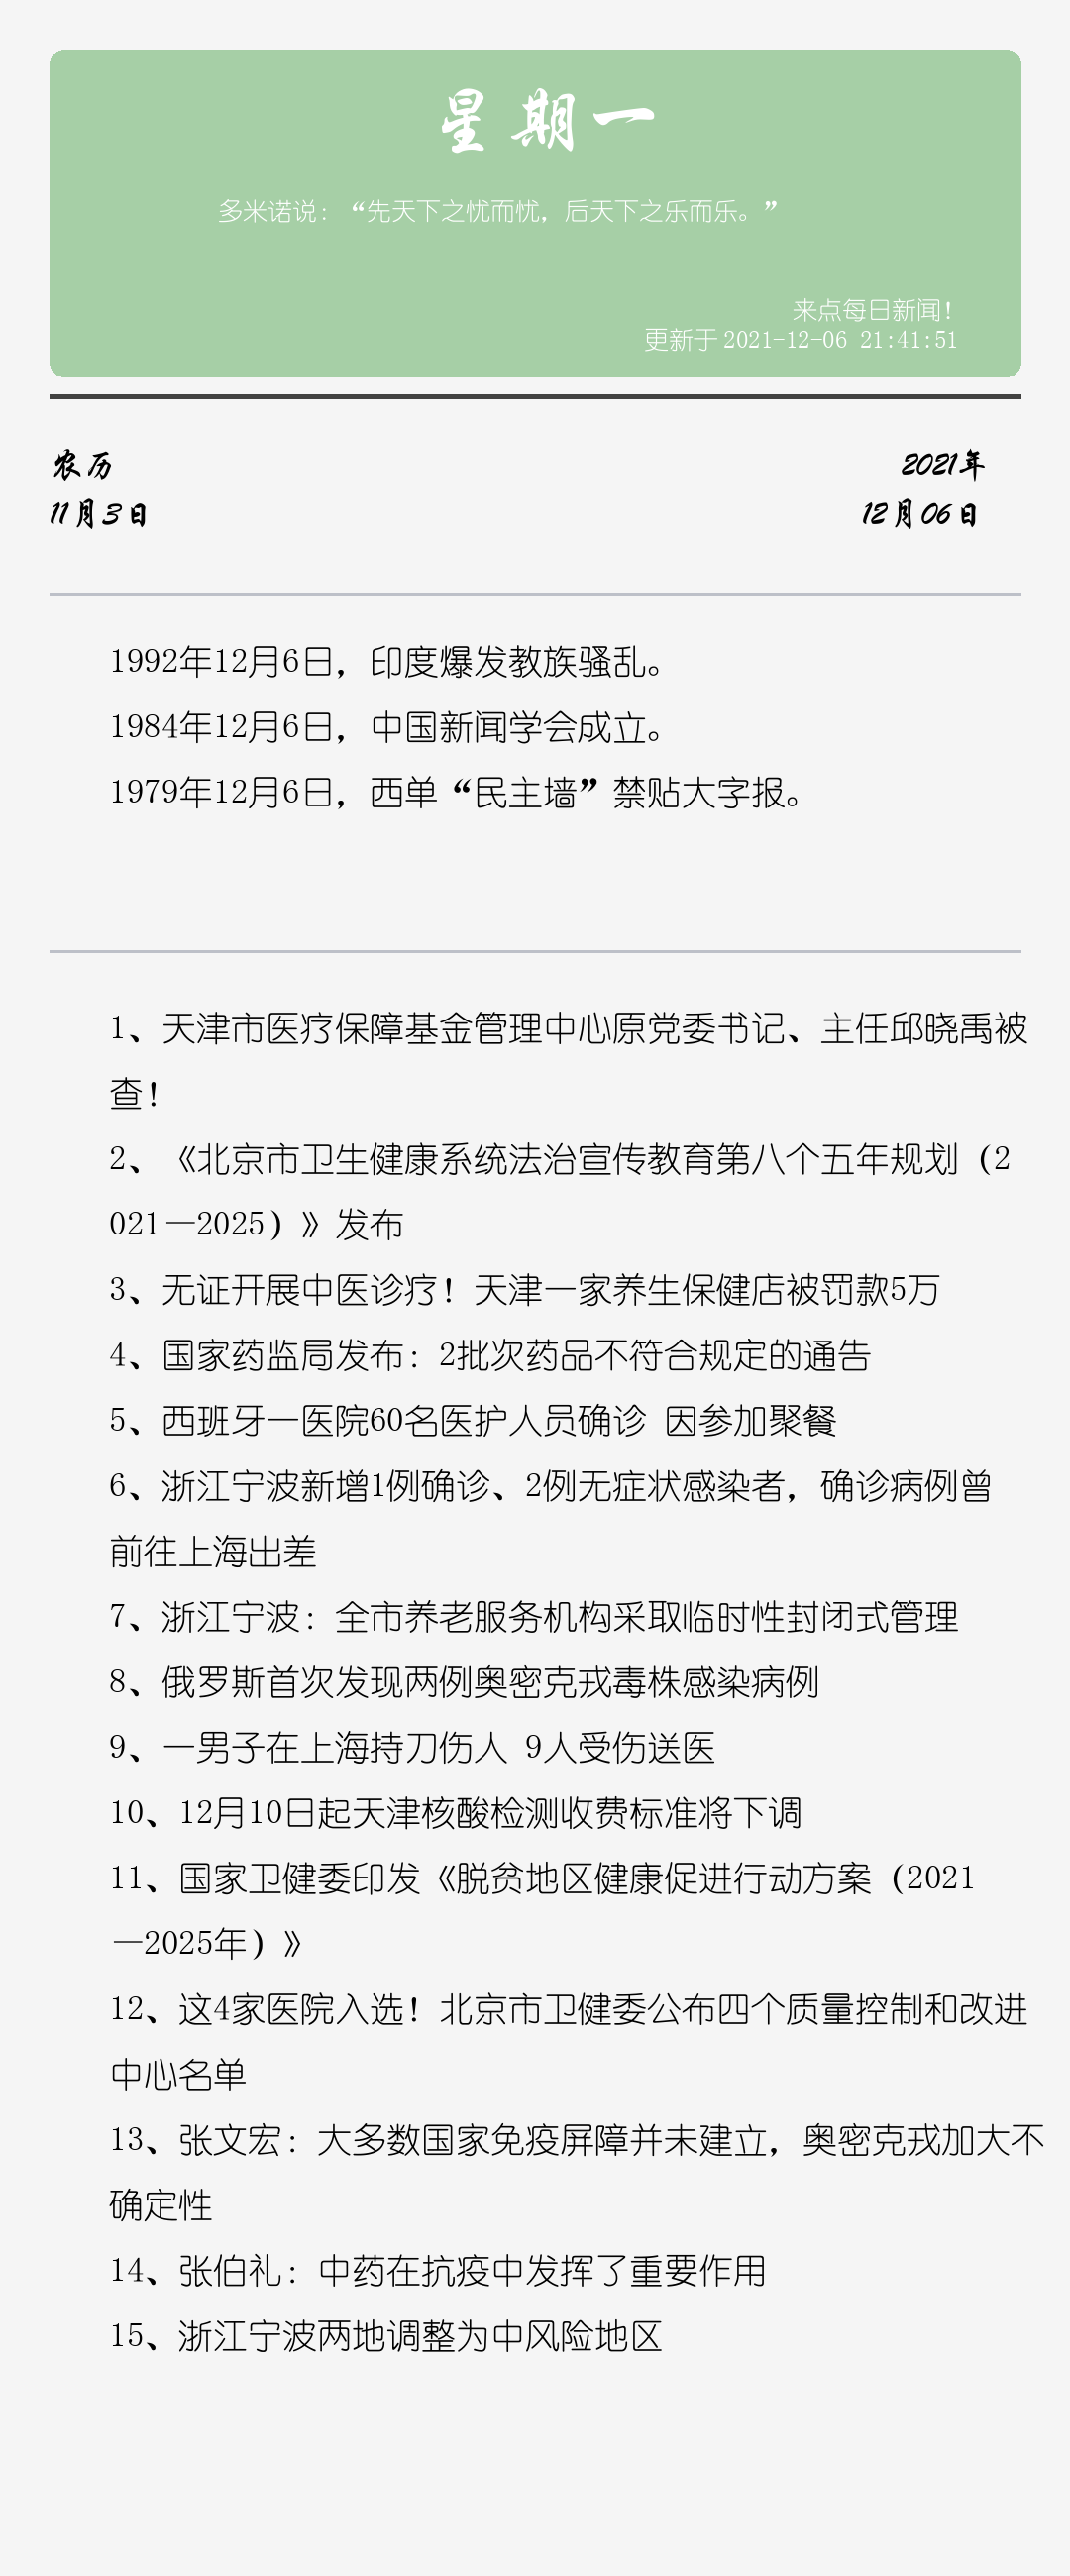 星期一
多米诺说：“先天下之忧而忧，后天下之乐而乐。”
来点每日新闻！
更新于2021-12-06 21:41:51
农历
2021年
11月3日
12月06日
1992年12月6日，印度爆发教族骚乱。
1984年12月6日，中国新闻学会成立。
1979年12月6日，西单“民主墙”禁贴大字报。
1、天津市医疗保障基金管理中心原党委书记、主任邱晓禹被
查！
2、《北京市卫生健康系统法治宣传教育第八个五年规划（2
021—2025）》发布
3、无证开展中医诊疗！天津一家养生保健店被罚款5万
4、国家药监局发布：2批次药品不符合规定的通告
5、西班牙一医院60名医护人员确诊 因参加聚餐
6、浙江宁波新增1例确诊、2例无症状感染者，确诊病例曾
前往上海出差
7、浙江宁波：全市养老服务机构采取临时性封闭式管理
8、俄罗斯首次发现两例奥密克戎毒株感染病例
9、一男子在上海持刀伤人 9人受伤送医
10、12月10日起天津核酸检测收费标准将下调
11、国家卫健委印发《脱贫地区健康促进行动方案（2021
—2025年）》
12、这4家医院入选！北京市卫健委公布四个质量控制和改进
中心名单
13、张文宏：大多数国家免疫屏障并未建立，奥密克戎加大不
确定性
14、张伯礼：中药在抗疫中发挥了重要作用
15、浙江宁波两地调整为中风险地区